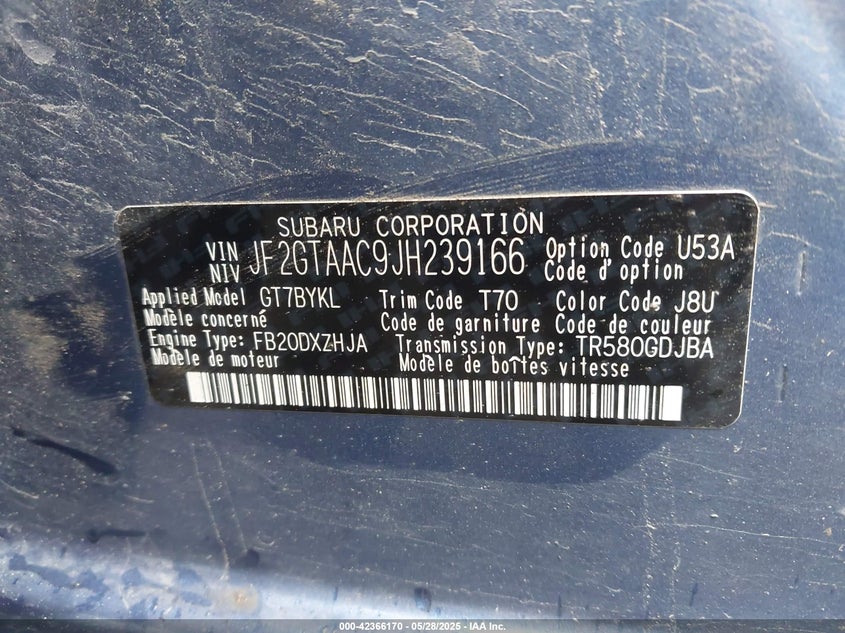 SUBARU CORPORATION
VIN
NIV
JF2GTAAC9JH239166
Option Code U53A
Code d'option
Applied Model GT7BYKL Trim Code T70 Color Code J8U
Modèle concerné Code de garniture Code de couleur
Engine Type: FB20DXZHJA Transmission Type: TR580GDJBA
Modèle de moteur Modèle de boîtes vitesse
000-42366170 | 05/28/2025 - IAA Inc.